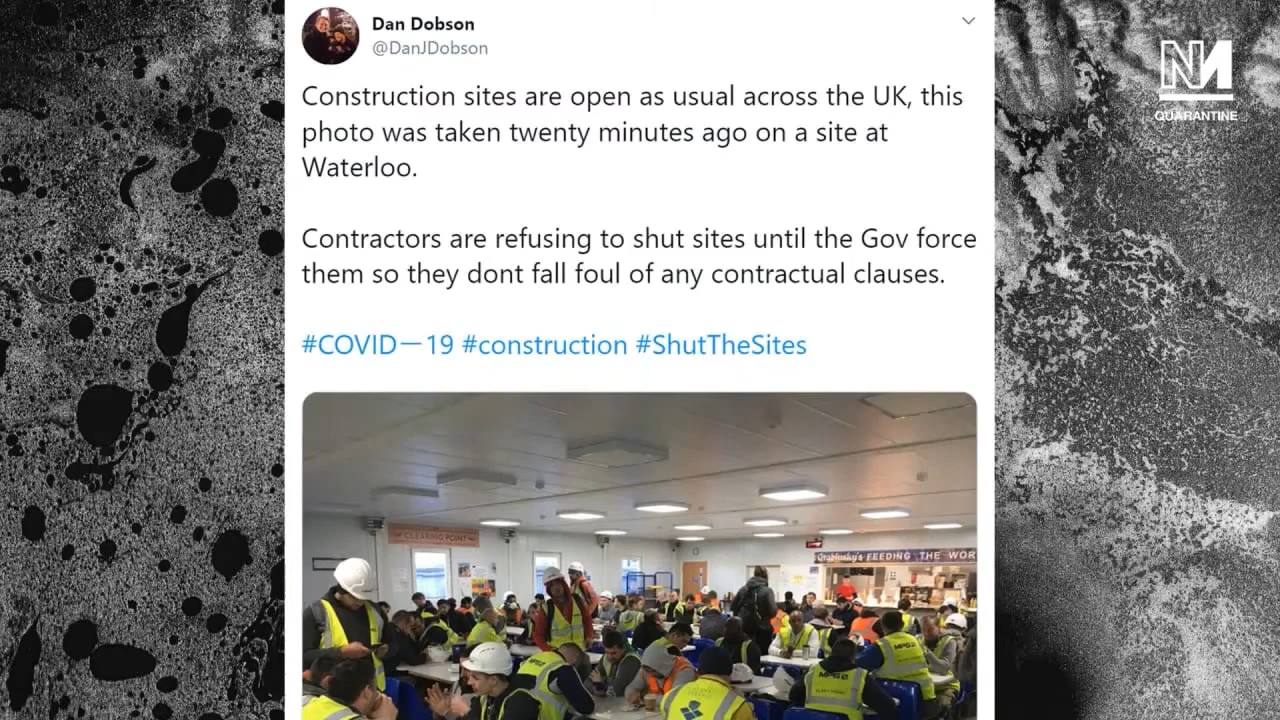 Dan Dobson
@DanJDobson
NM
QUARANTINE
Construction sites are open as usual across the UK, this
photo was taken twenty minutes ago on a site at
Waterloo.
Contractors are refusing to shut sites until the Gov force
them so they dont fall foul of any contractual clauses.
#COVID—19 #construction #ShutTheSites
CLEARING POINT
FEEDING THE WOR